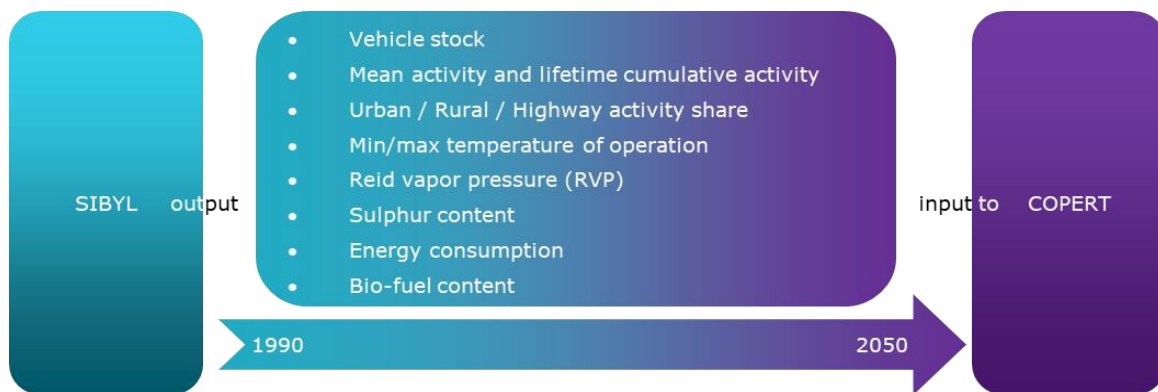 • Vehicle stock
• Mean activity and lifetime cumulative activity
• Urban / Rural / Highway activity share
• Min/max temperature of operation
• Reid vapor pressure (RVP)
SIBYL output
input to COPERT
• Sulphur content
• Energy consumption
• Bio-fuel content
1990 2050